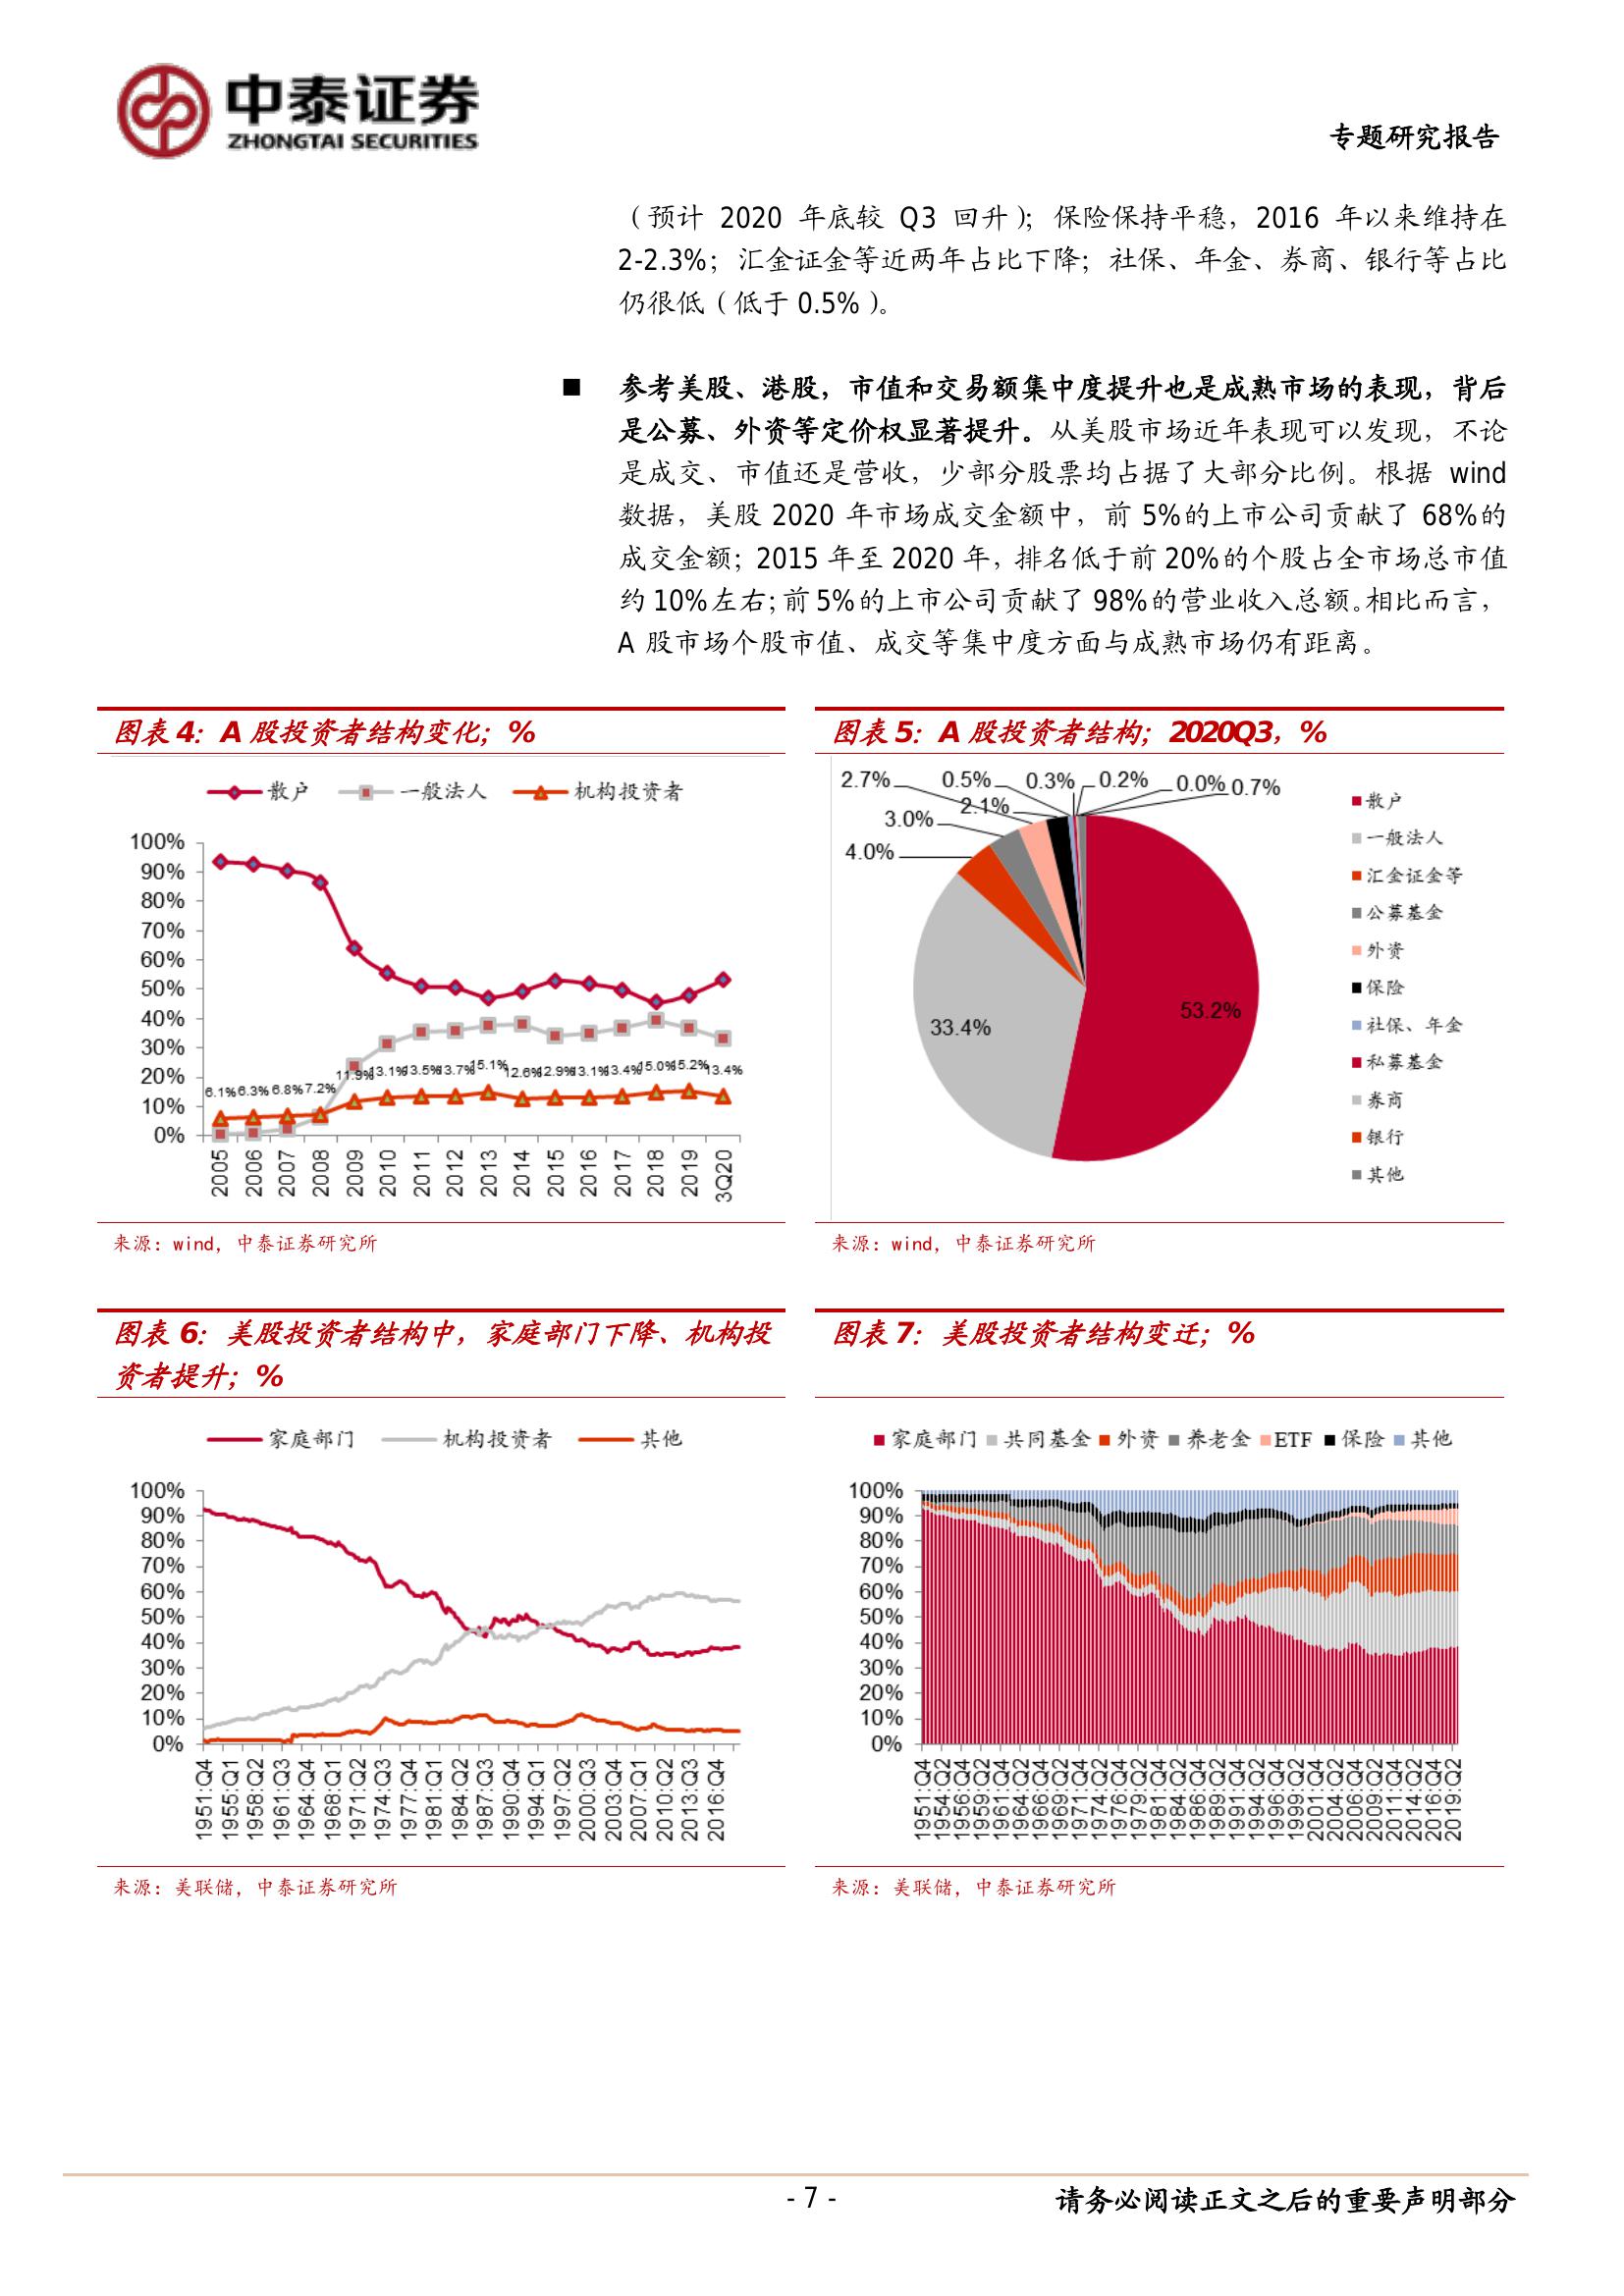 中泰证券
ZHONGTAI SECURITIES
专题研究报告
（预计 2020 年底较 Q3 回升）；保险保持平稳，2016 年以来维持在
2-2.3%；汇金证金等近两年占比下降；社保、年金、券商、银行等占比
仍很低（低于 0.5%）。
■ 参考美股、港股，市值和交易额集中度提升也是成熟市场的表现，背后
是公募、外资等定价权显著提升。从美股市场近年表现可以发现，不论
是成交、市值还是营收，少部分股票均占据了大部分比例。根据 wind
数据，美股 2020 年市场成交金额中，前 5%的上市公司贡献了 68%的
成交金额；2015 年至 2020 年，排名低于前 20%的个股占全市场总市值
约 10%左右；前 5%的上市公司贡献了 98%的营业收入总额。相比而言，
A 股市场个股市值、成交等集中度方面与成熟市场仍有距离。
图表 4：A 股投资者结构变化；%
散户 一般法人 机构投资者
100%
90%
80%
70%
60%
50%
40%
30%
20%
10%
0%
6.1% 6.3% 6.8% 7.2% 11.9% 13.1% 13.5% 13.7% 15.1% 12.6% 12.9% 13.1% 13.4% 15.0% 15.2% 13.4%
2005 2006 2007 2008 2009 2010 2011 2012 2013 2014 2015 2016 2017 2018 2019 3Q20
来源：wind，中泰证券研究所
图表 5：A 股投资者结构；2020Q3，%
2.7% 0.5% 0.3% 0.2% 0.0% 0.7%
2.1%
3.0%
4.0%
53.2%
33.4%
散户
一般法人
汇金证金等
公募基金
外资
保险
社保、年金
私募基金
券商
银行
其他
来源：wind，中泰证券研究所
图表 6：美股投资者结构中，家庭部门下降、机构投
资者提升；%
家庭部门 机构投资者 其他
100%
90%
80%
70%
60%
50%
40%
30%
20%
10%
0%
1951:Q4 1955:Q1 1958:Q2 1961:Q3 1964:Q4 1968:Q1 1971:Q2 1974:Q3 1977:Q4 1981:Q1 1984:Q2 1987:Q3 1990:Q4 1994:Q1 1997:Q2 2000:Q3 2003:Q4 2007:Q1 2010:Q2 2013:Q3 2016:Q4
来源：美联储，中泰证券研究所
图表 7：美股投资者结构变迁；%
家庭部门 共同基金 外资 养老金 ETF 保险 其他
100%
90%
80%
70%
60%
50%
40%
30%
20%
10%
0%
1951:Q4 1954:Q2 1956:Q4 1959:Q2 1961:Q4 1964:Q2 1966:Q4 1969:Q2 1971:Q4 1974:Q2 1976:Q4 1979:Q2 1981:Q4 1984:Q2 1986:Q4 1989:Q2 1991:Q4 1994:Q2 1996:Q4 1999:Q2 2001:Q4 2004:Q2 2006:Q4 2009:Q2 2011:Q4 2014:Q2 2016:Q4 2019:Q2
来源：美联储，中泰证券研究所
- 7 -
请务必阅读正文之后的重要声明部分